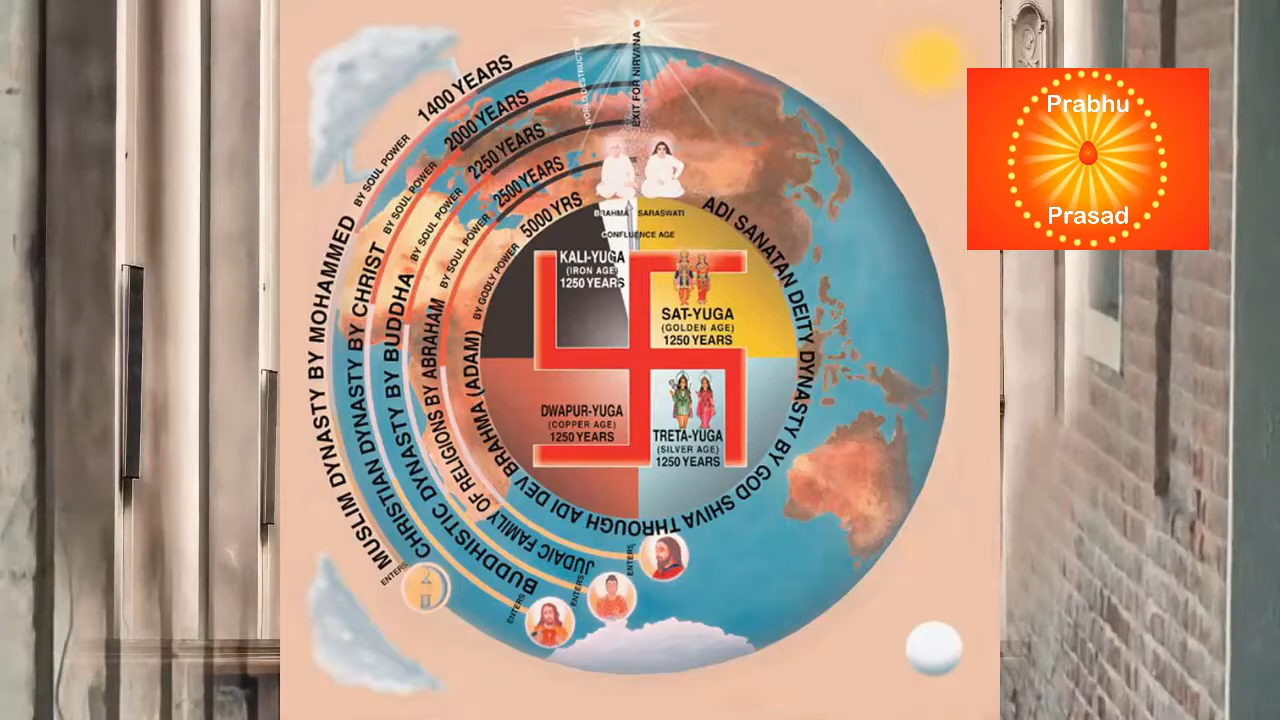 WORLD DESTRUCTION
EXIT FOR NIRVANA
1400 YEARS
2000 YEARS
2250 YEARS
2500 YEARS
5000 YRS
BY SOUL POWER
BY SOUL POWER
BY SOUL POWER
BY SOUL POWER
BY GODLY POWER
MUSLIM DYNASTY BY MOHAMMED
CHRISTIAN DYNASTY BY CHRIST
BUDDHISTIC DYNASTY BY BUDDHA
JUDAIC FAMILY OF RELIGIONS BY ABRAHAM
ADI SANATAN DEITY DYNASTY BY GOD SHIVA THROUGH ADI DEV BRAHMA (ADAM)
BRAHMA SARASWATI
CONFLUENCE AGE
KALI-YUGA
(IRON AGE)
1250 YEARS
SAT-YUGA
(GOLDEN AGE)
1250 YEARS
DWAPUR-YUGA
(COPPER AGE)
1250 YEARS
TRETA-YUGA
(SILVER AGE)
1250 YEARS
ENTERS
ENTERS
ENTERS
ENTERS
Prabhu
Prasad